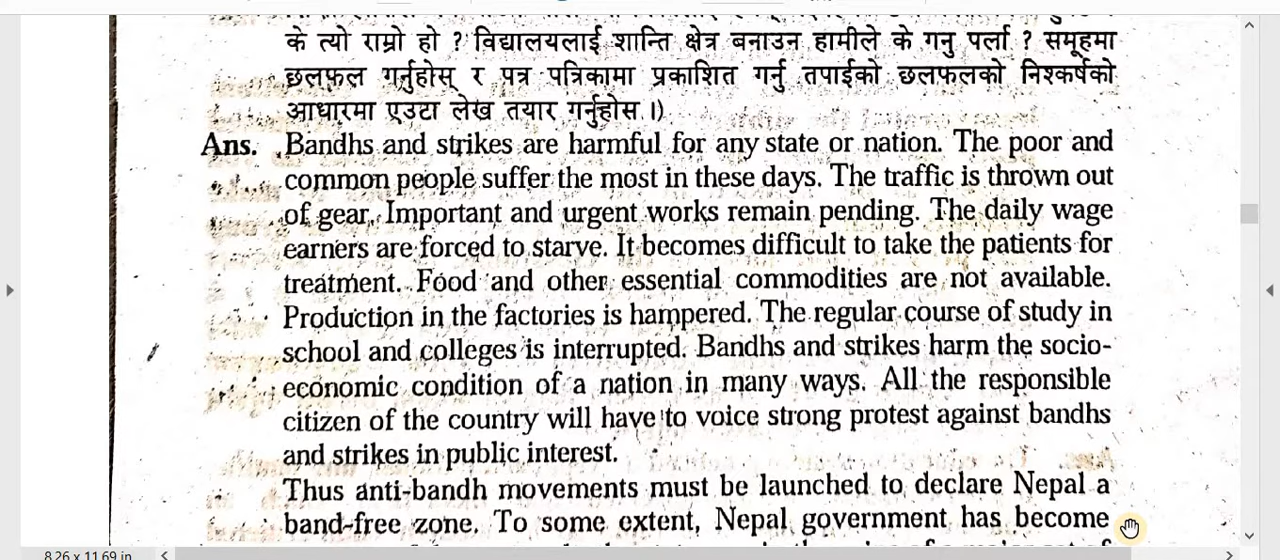 के त्यो राम्रो हो ? विद्यालयलाई शान्ति क्षेत्र बनाउन हामीले के गनु पर्ला ? समूहमा
छलफल गर्नुहोस् र पत्र पत्रिकामा प्रकाशित गर्नु तपाईको छलफलको निश्कर्षको
आधारमा एउटा लेख तयार गर्नुहोस ।)
Ans. Bandhs and strikes are harmful for any state or nation. The poor and
common people suffer the most in these days. The traffic is thrown out
of gear. Important and urgent works remain pending. The daily wage
earners are forced to starve. It becomes difficult to take the patients for
treatment. Food and other essential commodities are not available.
Production in the factories is hampered. The regular course of study in
school and colleges is interrupted. Bandhs and strikes harm the socio-
economic condition of a nation in many ways. All the responsible
citizen of the country will have to voice strong protest against bandhs
and strikes in public interest.
Thus anti-bandh movements must be launched to declare Nepal a
band-free zone. To some extent, Nepal government has become
8.26 x 11.69 in